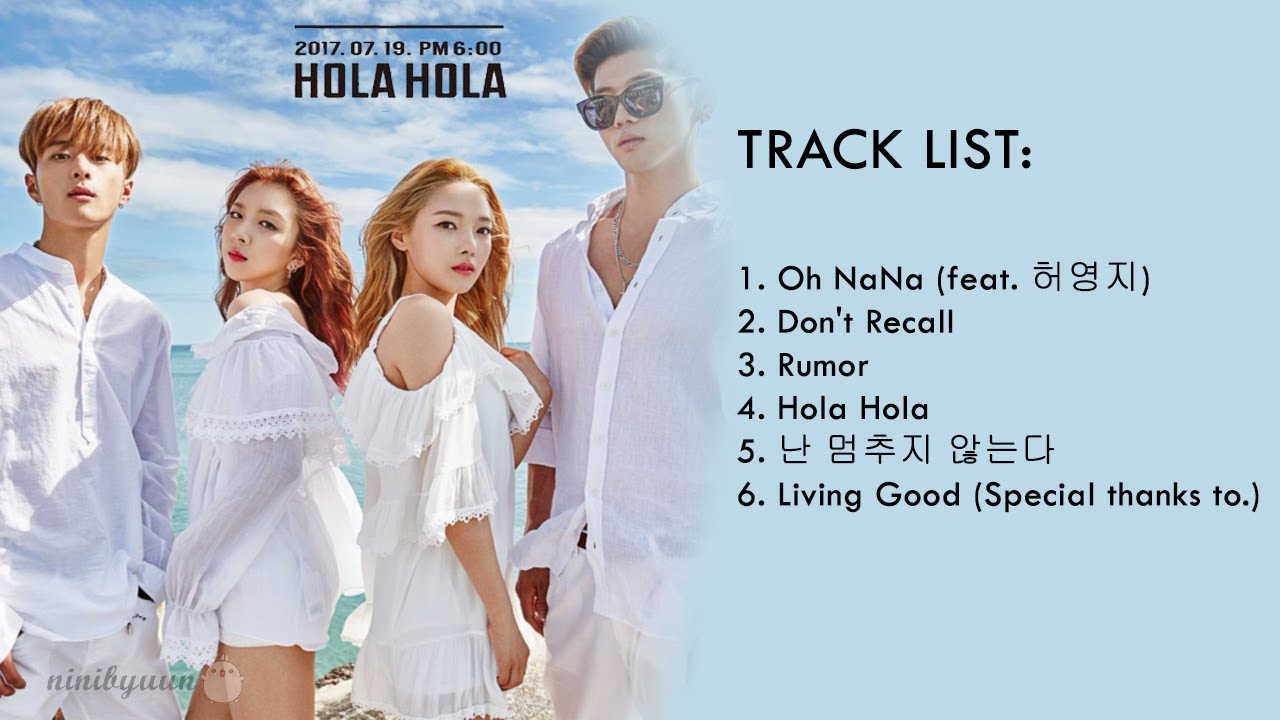 2017. 07. 19. PM 6:00
HOLA HOLA
TRACK LIST:
1. Oh NaNa (feat. 허영지)
2. Don't Recall
3. Rumor
4. Hola Hola
5. 난 멈추지 않는다
6. Living Good (Special thanks to.)
ninibyuun